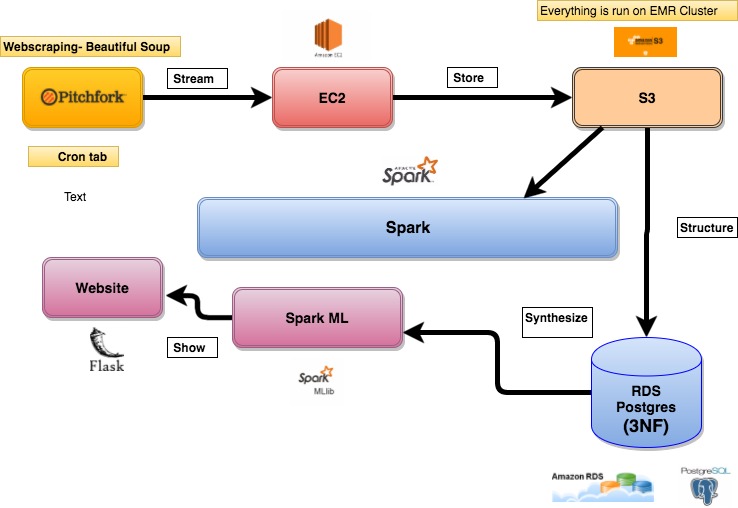 Everything is run on EMR Cluster
Webscraping- Beautiful Soup
Amazon EC2
amazon S3
Pitchfork
Stream
EC2
Store
S3
Cron tab
Text
APACHE
Spark
Spark
Structure
Website
Spark ML
Synthesize
Show
Flask
Spark
MLlib
RDS
Postgres
(3NF)
Amazon RDS
PostgreSQL